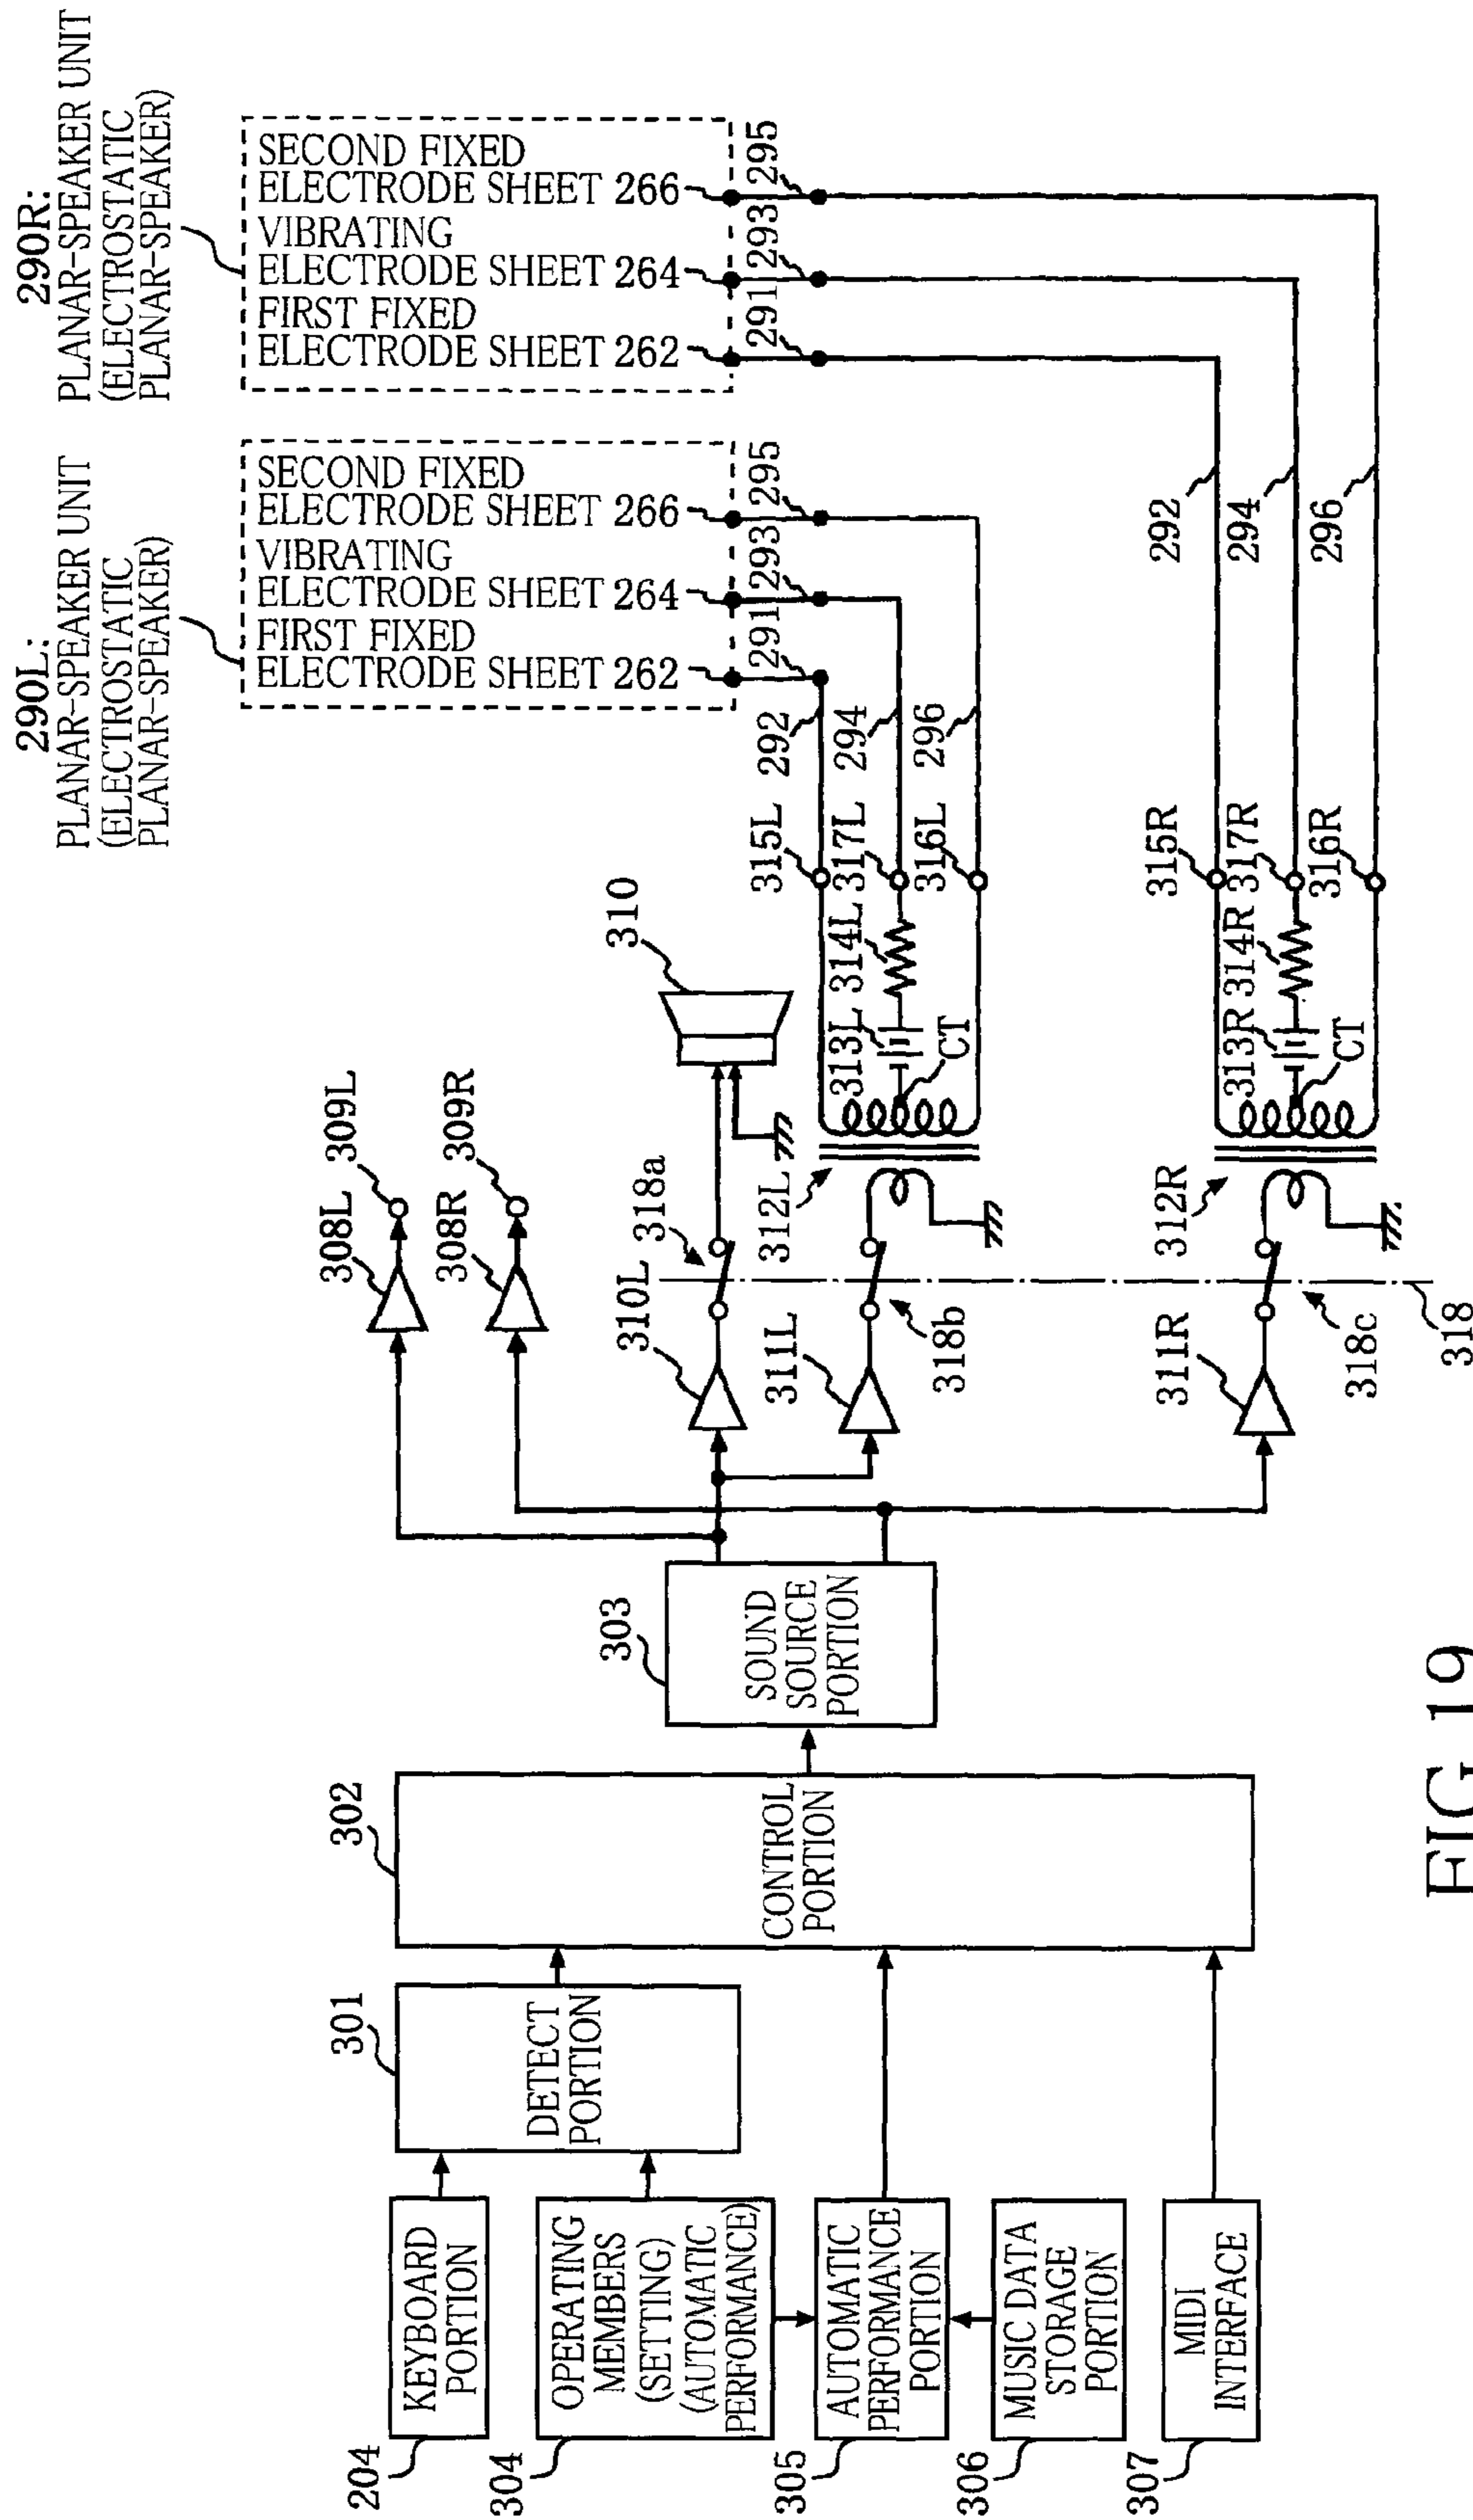 204
KEYBOARD
PORTION
304
OPERATING
MEMBERS
(SETTING)
(AUTOMATIC
PERFORMANCE)
305
AUTOMATIC
PERFORMANCE
PORTION
306
MUSIC DATA
STORAGE
PORTION
307
MIDI
INTERFACE
301
DETECT
PORTION
302
CONTROL
PORTION
303
SOUND
SOURCE
PORTION
308L
309L
308R
309R
310L
318a
310
311L
318b
312L
313L
314L
CT
315L
317L
316L
292
294
296
311R
318c
318
312R
313R
314R
CT
315R
317R
316R
292
294
296
290L:
PLANAR-SPEAKER UNIT
(ELECTROSTATIC
PLANAR-SPEAKER)
SECOND FIXED
ELECTRODE SHEET 266
VIBRATING
ELECTRODE SHEET 264
FIRST FIXED
ELECTRODE SHEET 262
291
293
295
290R:
PLANAR-SPEAKER UNIT
(ELECTROSTATIC
PLANAR-SPEAKER)
SECOND FIXED
ELECTRODE SHEET 266
VIBRATING
ELECTRODE SHEET 264
FIRST FIXED
ELECTRODE SHEET 262
291
293
295
FIG.19